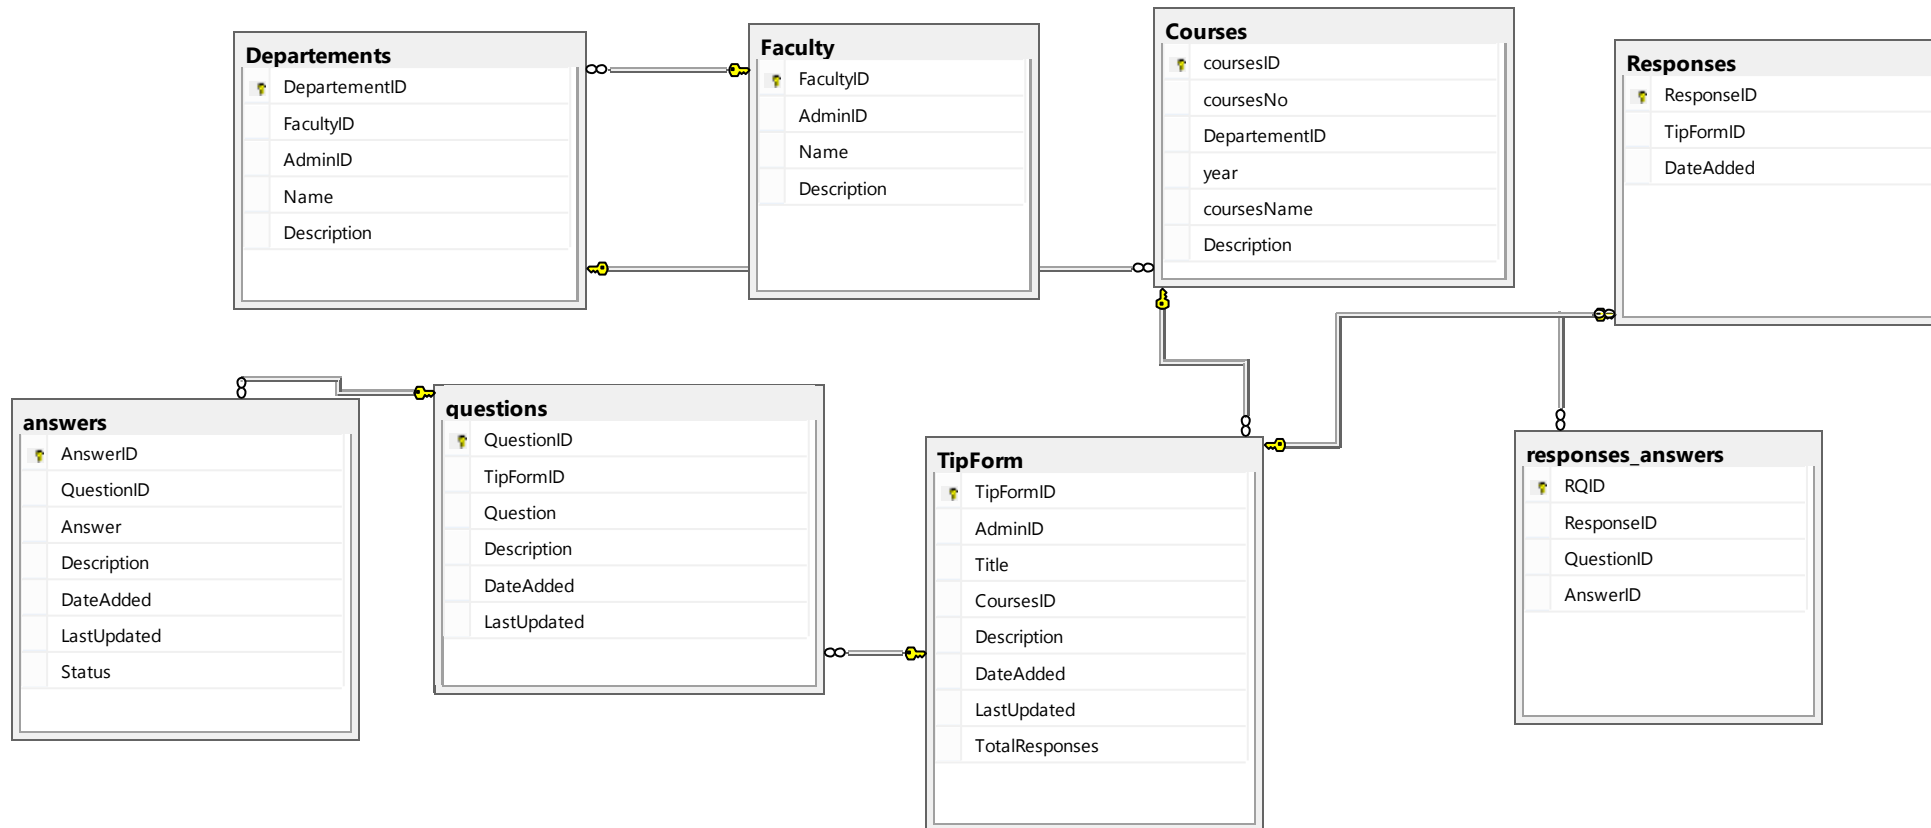 Departements
DepartementID
FacultyID
AdminID
Name
Description
Faculty
FacultyID
AdminID
Name
Description
Courses
coursesID
coursesNo
DepartementID
year
coursesName
Description
Responses
ResponseID
TipFormID
DateAdded
answers
AnswerID
QuestionID
Answer
Description
DateAdded
LastUpdated
Status
questions
QuestionID
TipFormID
Question
Description
DateAdded
LastUpdated
TipForm
TipFormID
AdminID
Title
CoursesID
Description
DateAdded
LastUpdated
TotalResponses
responses_answers
RQID
ResponseID
QuestionID
AnswerID